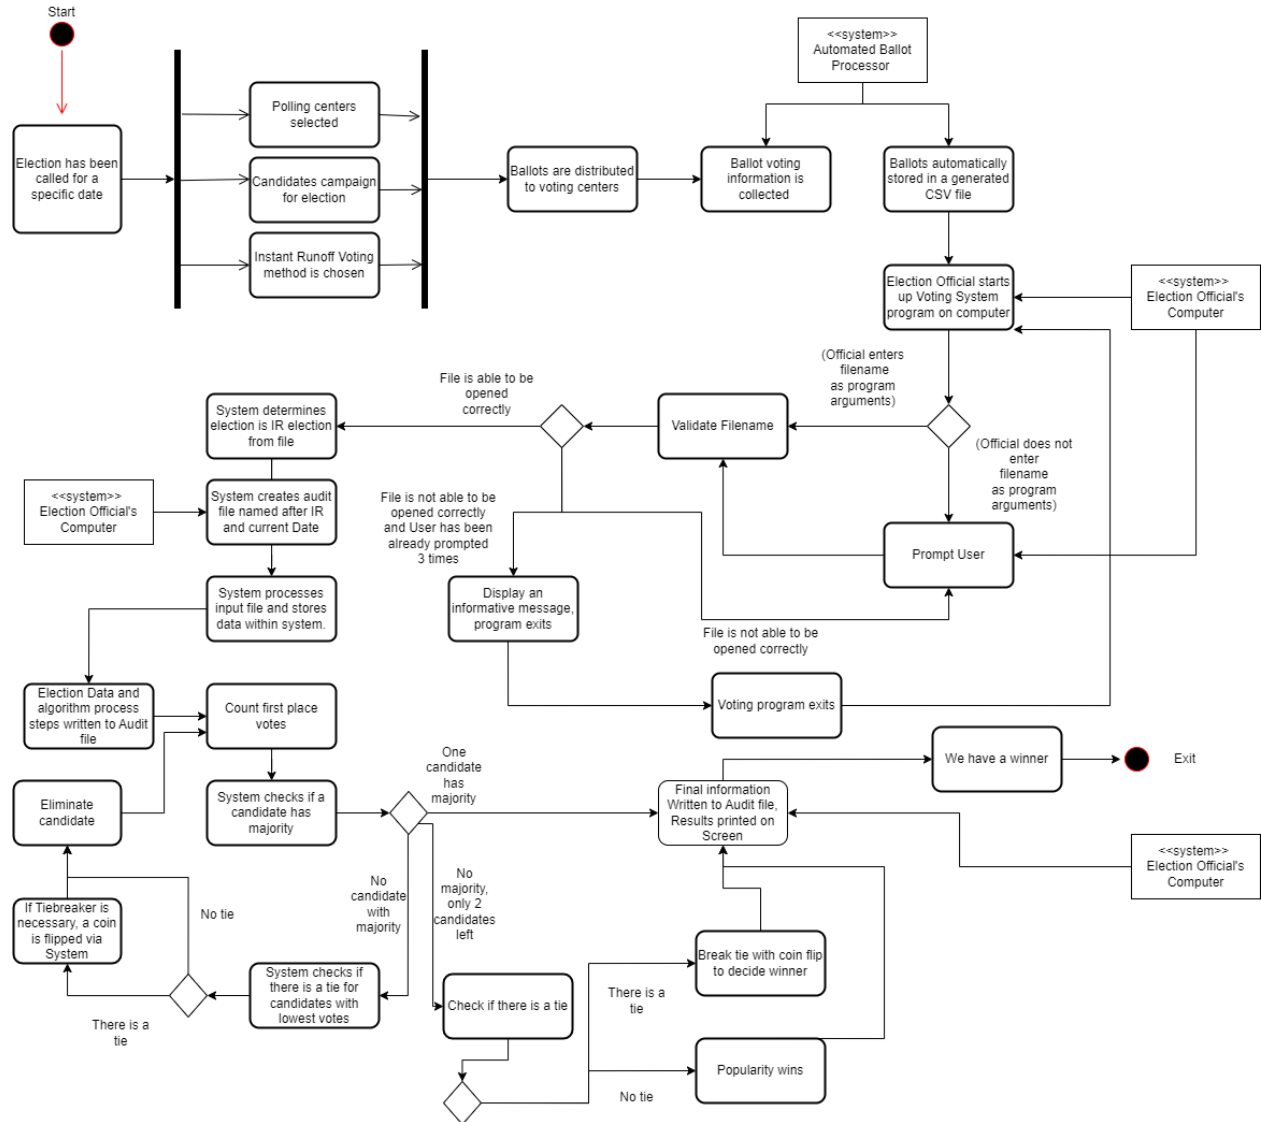 Start
<<system>>
Automated Ballot
Processor
Polling centers
selected
Election has been
called for a
specific date
Candidates campaign
for election
Ballots are distributed
to voting centers
Ballot voting
information is
collected
Ballots automatically
stored in a generated
CSV file
Instant Runoff Voting
method is chosen
Election Official starts
up Voting System
program on computer
<<system>>
Election Official's
Computer
(Official enters
filename
as program
arguments)
File is able to be
opened
correctly
System determines
election is IR election
from file
Validate Filename
(Official does not
enter
filename
as program
arguments)
<<system>>
Election Official's
Computer
System creates audit
file named after IR
and current Date
File is not able to be
opened correctly
and User has been
already prompted
3 times
Prompt User
System processes
input file and stores
data within system.
Display an
informative message,
program exits
File is not able to be
opened correctly
Election Data and
algorithm process
steps written to Audit
file
Count first place
votes
Voting program exits
We have a winner
Exit
One
candidate
has
majority
Eliminate
candidate
System checks if a
candidate has
majority
Final information
Written to Audit file,
Results printed on
Screen
<<system>>
Election Official's
Computer
No
candidate
with
majority
No
majority,
only 2
candidates
left
If Tiebreaker is
necessary, a coin
is flipped via
System
No tie
Break tie with coin flip
to decide winner
System checks if
there is a tie for
candidates with
lowest votes
There is a
tie
Check if there is a tie
There is a
tie
Popularity wins
No tie